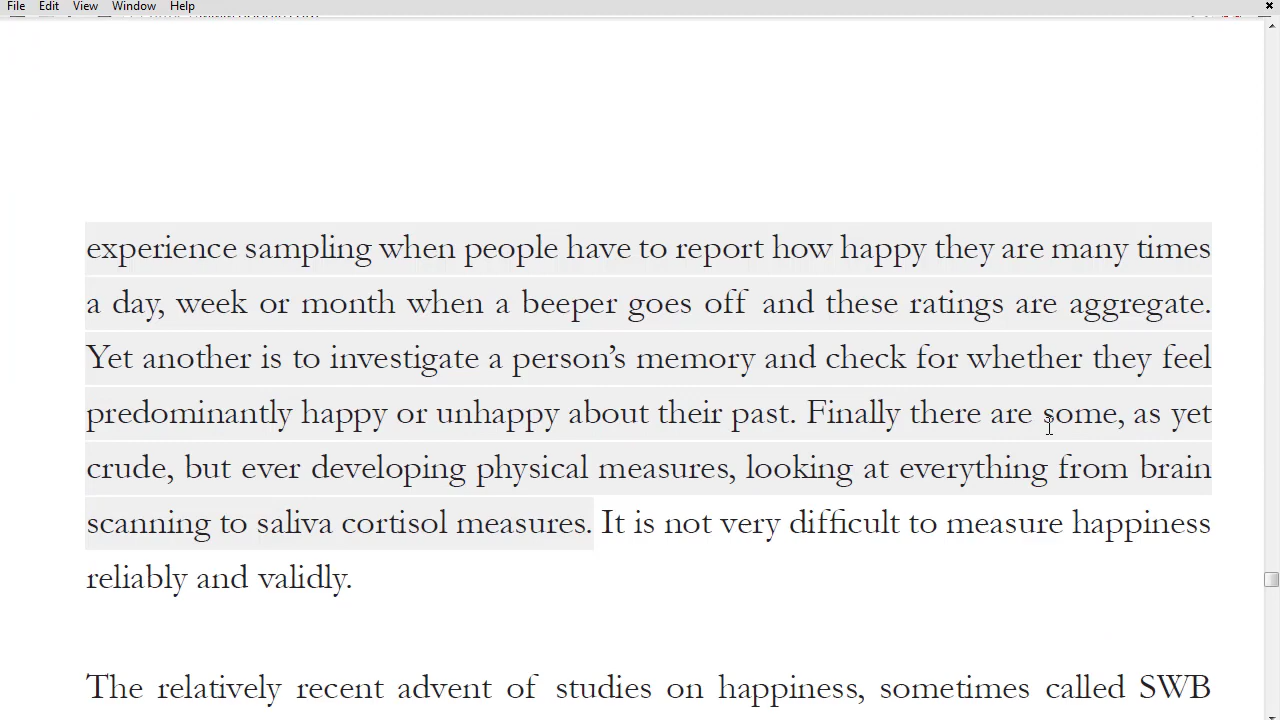 File Edit View Window Help
experience sampling when people have to report how happy they are many times
a day, week or month when a beeper goes off and these ratings are aggregate.
Yet another is to investigate a person’s memory and check for whether they feel
predominantly happy or unhappy about their past. Finally there are some, as yet
crude, but ever developing physical measures, looking at everything from brain
scanning to saliva cortisol measures. It is not very difficult to measure happiness
reliably and validly.
The relatively recent advent of studies on happiness, sometimes called SWB